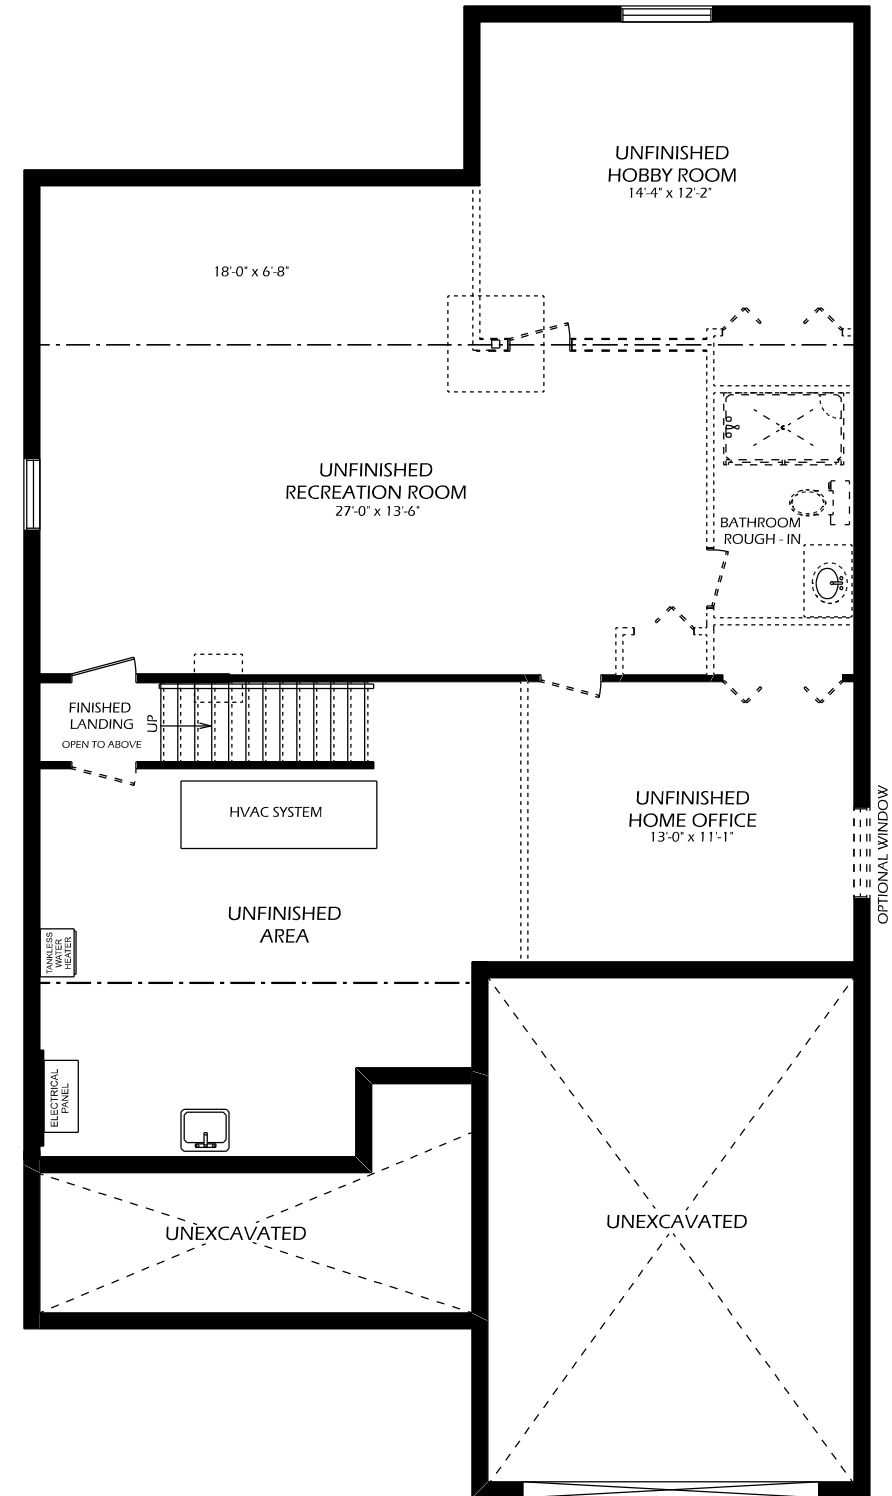 UNFINISHED
HOBBY ROOM
14'-4" x 12'-2"
18'-0" x 6'-8"
UNFINISHED
RECREATION ROOM
27'-0" x 13'-6"
BATHROOM
ROUGH - IN
FINISHED
LANDING
OPEN TO ABOVE
UP
HVAC SYSTEM
UNFINISHED
HOME OFFICE
13'-0" x 11'-1"
OPTIONAL WINDOW
UNFINISHED
AREA
TANKLESS
WATER
HEATER
ELECTRICAL
PANEL
UNEXCAVATED
UNEXCAVATED